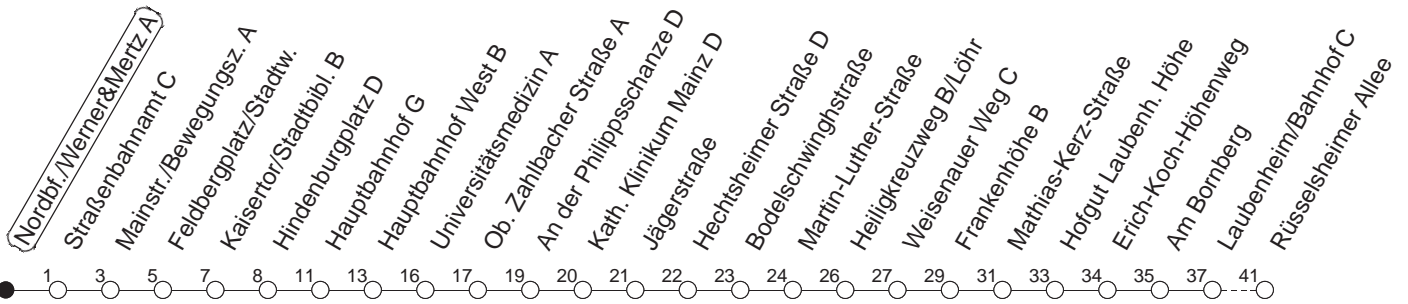 Nordbf./Werner&Mertz A
Straßenbahnamt C
Mainstr./Bewegungsz. A
Feldbergplatz/Stadtw.
Kaisertor/Stadtbibl. B
Hindenburgplatz D
Hauptbahnhof G
Hauptbahnhof West B
Universitätsmedizin A
Ob. Zahlbacher Straße A
An der Philippsschanze D
Kath. Klinikum Mainz D
Jägerstraße
Hechtsheimer Straße D
Bodelschwinghstraße
Martin-Luther-Straße
Heiligkreuzweg B/Löhr
Weisenauer Weg C
Frankenhöhe B
Mathias-Kerz-Straße
Hofgut Laubenh. Höhe
Erich-Koch-Höhenweg
Am Bornberg
Laubenheim/Bahnhof C
Rüsselsheimer Allee
1 3 5 7 8 11 13 16 17 19 20 21 22 23 24 26 27 29 31 33 34 35 37 41